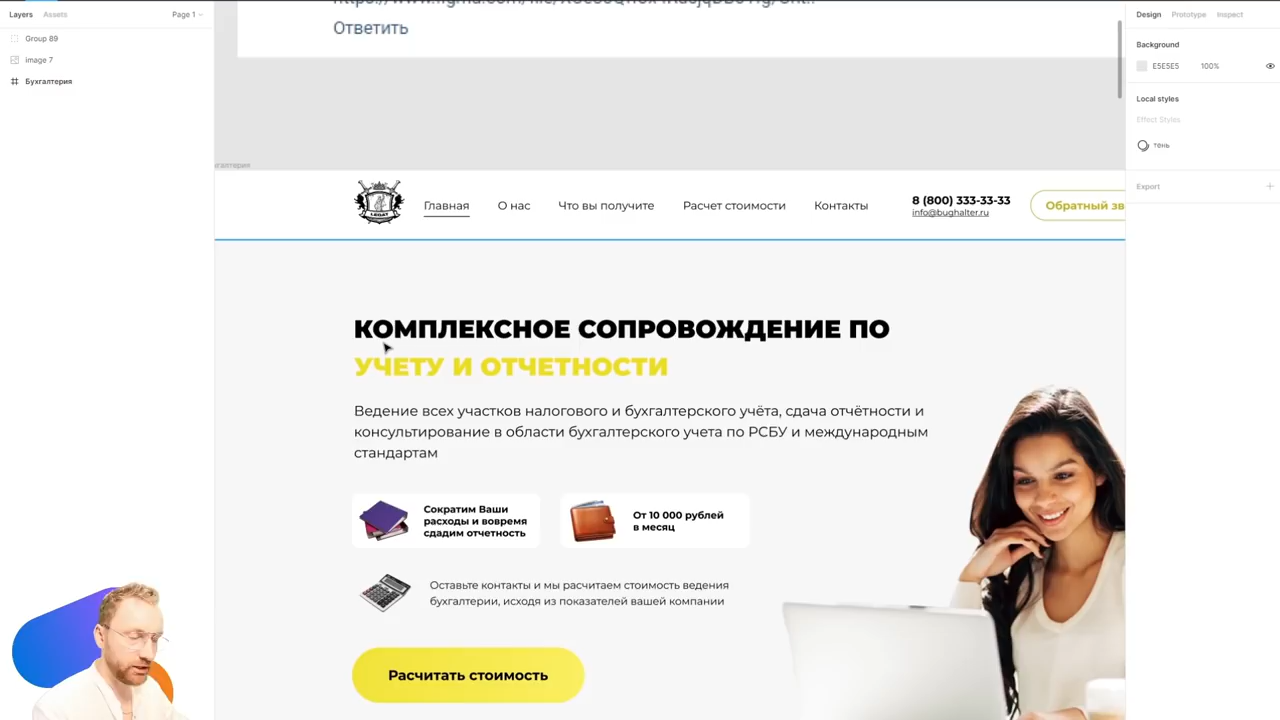 Layers
Assets
Page 1
Group 89
image 7
Бухгалтерия
Ответить
Главная
О нас
Что вы получите
Расчет стоимости
Контакты
8 (800) 333-33-33
info@bughalter.ru
Обратный зв
КОМПЛЕКСНОЕ СОПРОВОЖДЕНИЕ ПО
УЧЕТУ И ОТЧЕТНОСТИ
Ведение всех участков налогового и бухгалтерского учёта, сдача отчётности и
консультирование в области бухгалтерского учета по РСБУ и международным
стандартам
Сократим Ваши
расходы и вовремя
сдадим отчетность
От 10 000 рублей
в месяц
Оставьте контакты и мы расчитаем стоимость ведения
бухгалтерии, исходя из показателей вашей компании
Расчитать стоимость
Design
Prototype
Inspect
Background
E5E5E5
100%
Local styles
Effect Styles
тень
Export